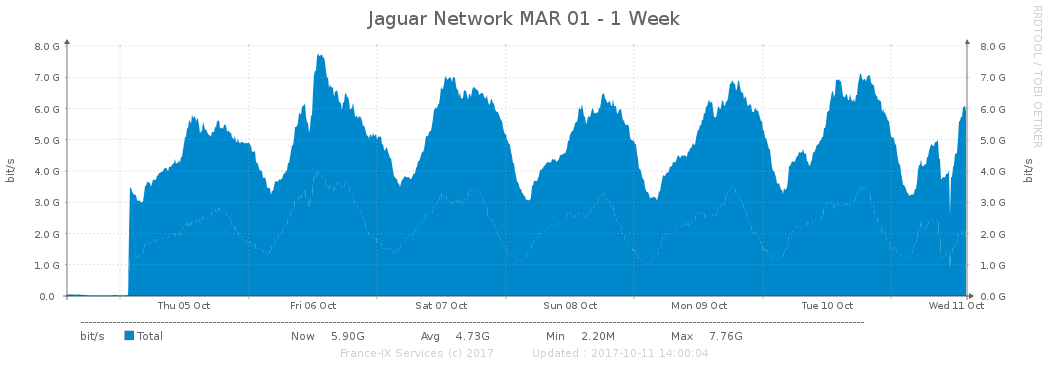 Jaguar Network MAR 01 - 1 Week
RRDTOOL / TOBI OETIKER
bit/s
bit/s
8.0 G 8.0 G
7.0 G 7.0 G
6.0 G 6.0 G
5.0 G 5.0 G
4.0 G 4.0 G
3.0 G 3.0 G
2.0 G 2.0 G
1.0 G 1.0 G
0.0 0.0 G
Thu 05 Oct Fri 06 Oct Sat 07 Oct Sun 08 Oct Mon 09 Oct Tue 10 Oct Wed 11 Oct
bit/s Total Now 5.90G Avg 4.73G Min 2.20M Max 7.76G
France-IX Services (c) 2017 Updated : 2017-10-11 14:00:04